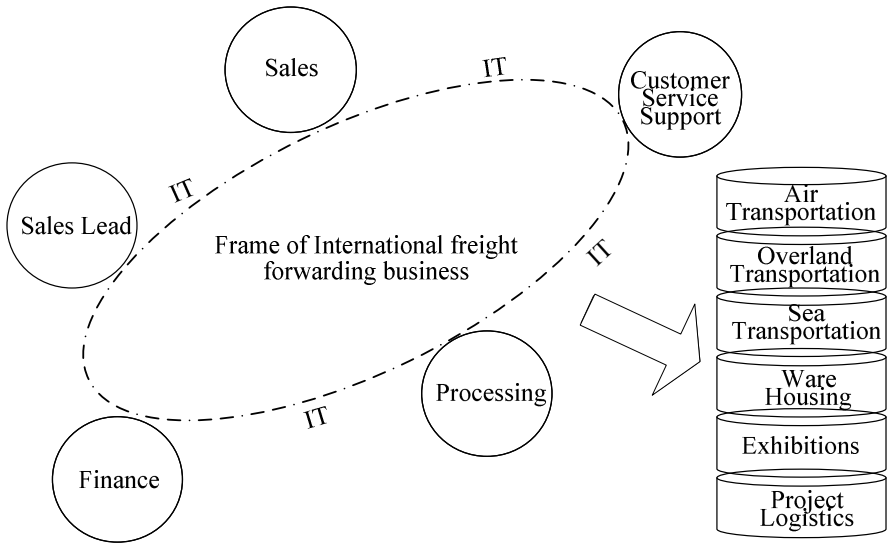 Sales
IT
Customer
Service
Support
IT
Sales Lead
Frame of International freight
forwarding business
IT
Processing
IT
Finance
Air
Transportation
Overland
Transportation
Sea
Transportation
Ware
Housing
Exhibitions
Project
Logistics